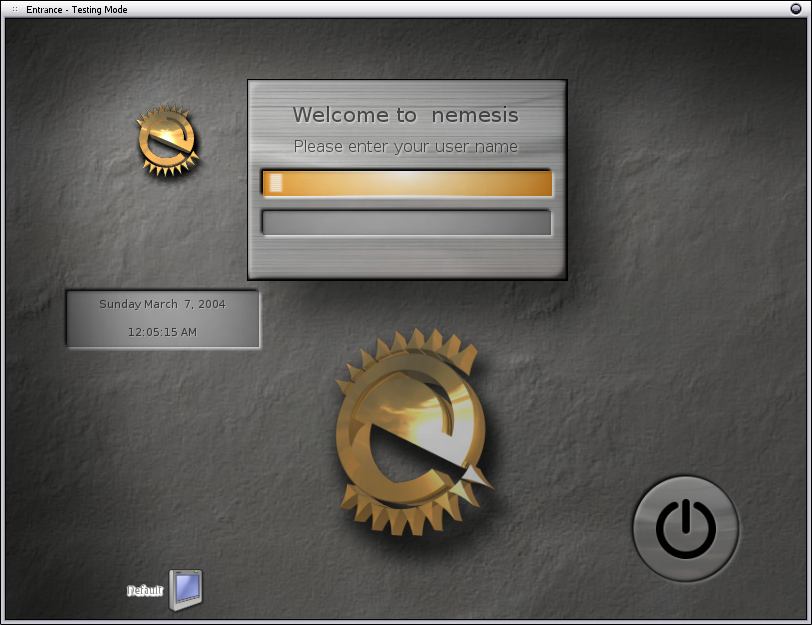 Entrance - Testing Mode
Welcome to nemesis
Please enter your user name
Sunday March 7, 2004
12:05:15 AM
Default